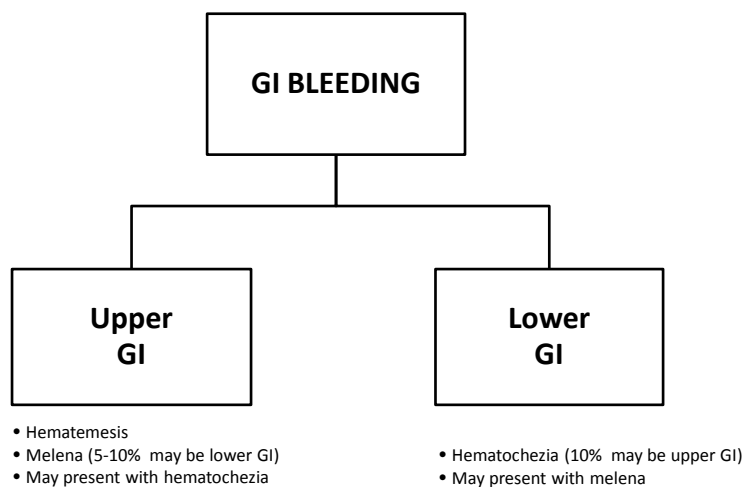 GI BLEEDING
Upper
GI
• Hematemesis
• Melena (5-10% may be lower GI)
• May present with hematochezia
Lower
GI
• Hematochezia (10% may be upper GI)
• May present with melena